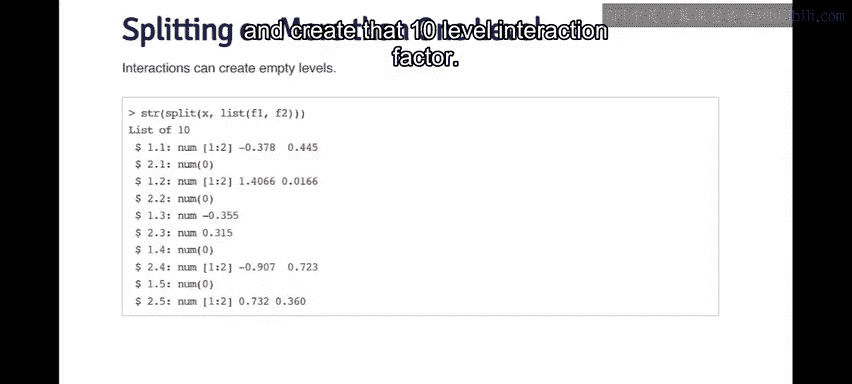 Splitting
and create that 10 level interaction
factor.
Interactions can create empty levels.
> str(split(x, list(f1, f2)))
List of 10
$ 1.1: num [1:2] -0.378 0.445
$ 2.1: num(0)
$ 1.2: num [1:2] 1.4066 0.0166
$ 2.2: num(0)
$ 1.3: num -0.355
$ 2.3: num 0.315
$ 1.4: num(0)
$ 2.4: num [1:2] -0.907 0.723
$ 1.5: num(0)
$ 2.5: num [1:2] 0.732 0.360